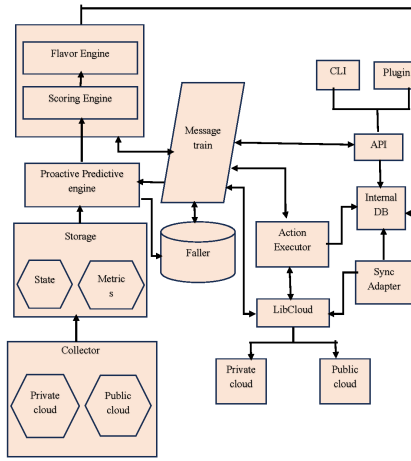 Flavor Engine
Scoring Engine
Message
train
CLI
Plugin
API
Proactive Predictive
engine
Internal
DB
Storage
State
Metric
s
Faller
Action
Executor
Sync
Adapter
LibCloud
Collector
Private
cloud
Public
cloud
Private
cloud
Public
cloud